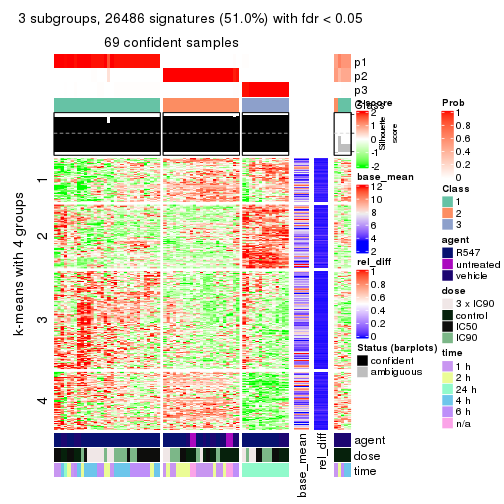 3 subgroups, 26486 signatures (51.0%) with fdr < 0.05
69 confident samples
p1
p2
p3
Class
Silhouette
score
k-means with 4 groups
1
2
3
4
base_mean
rel_diff
agent
dose
time
z-score
2
1
0
-1
-2
base_mean
12
10
8
6
4
2
rel_diff
1
0.8
0.6
0.4
0.2
0
Status (barplots)
confident
ambiguous
Prob
1
0.8
0.6
0.4
0.2
0
Class
1
2
3
agent
R547
untreated
vehicle
dose
3 x IC90
control
IC50
IC90
time
1 h
2 h
24 h
4 h
6 h
n/a